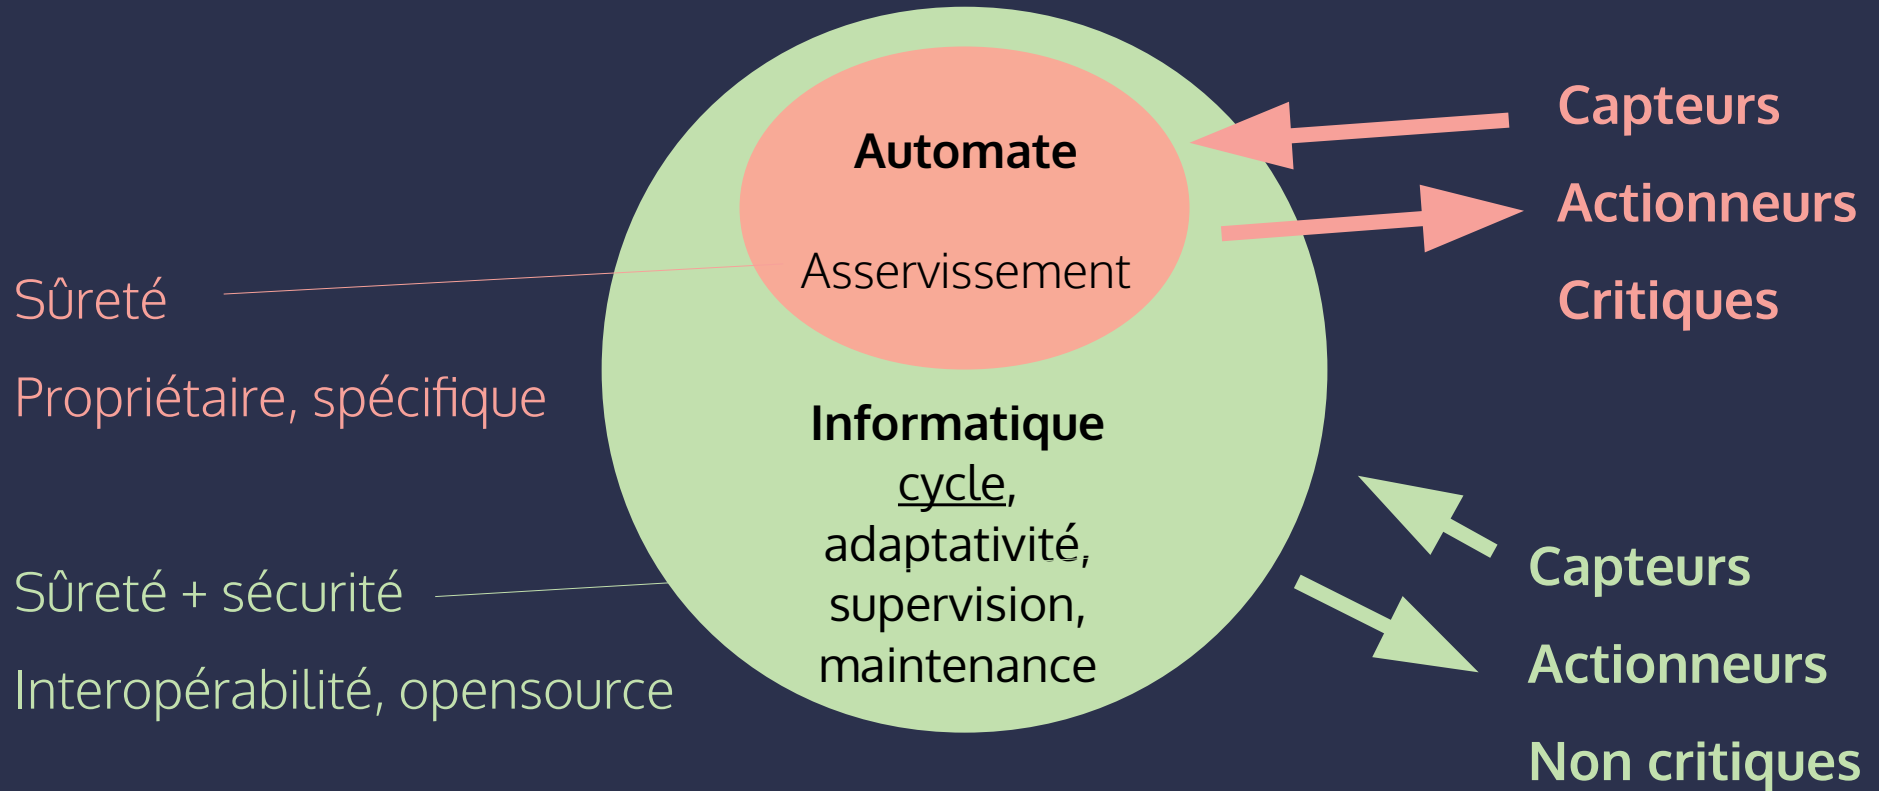 Automate
Asservissement
Informatique
cycle,
adaptativité,
supervision,
maintenance
Sûreté
Propriétaire, spécifique
Sûreté + sécurité
Interopérabilité, opensource
Capteurs
Actionneurs
Critiques
Capteurs
Actionneurs
Non critiques